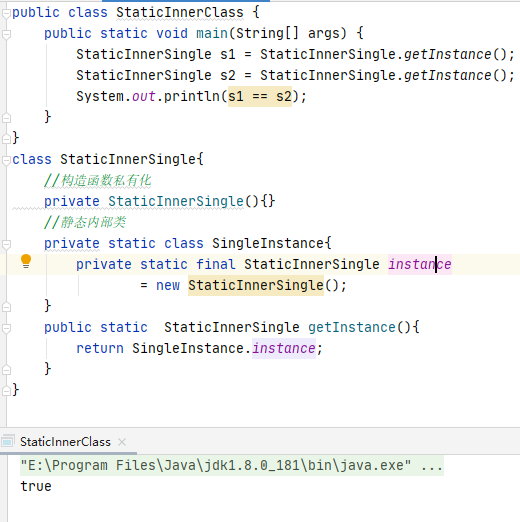 public class StaticInnerClass {
    public static void main(String[] args) {
        StaticInnerSingle s1 = StaticInnerSingle.getInstance();
        StaticInnerSingle s2 = StaticInnerSingle.getInstance();
        System.out.println(s1 == s2);
    }
}
class StaticInnerSingle{
    //构造函数私有化
    private StaticInnerSingle(){}
    //静态内部类
    private static class SingleInstance{
        private static final StaticInnerSingle instance
                = new StaticInnerSingle();
    }
    public static  StaticInnerSingle getInstance(){
        return SingleInstance.instance;
    }
}
StaticInnerClass ×
"E:\Program Files\Java\jdk1.8.0_181\bin\java.exe" ...
true